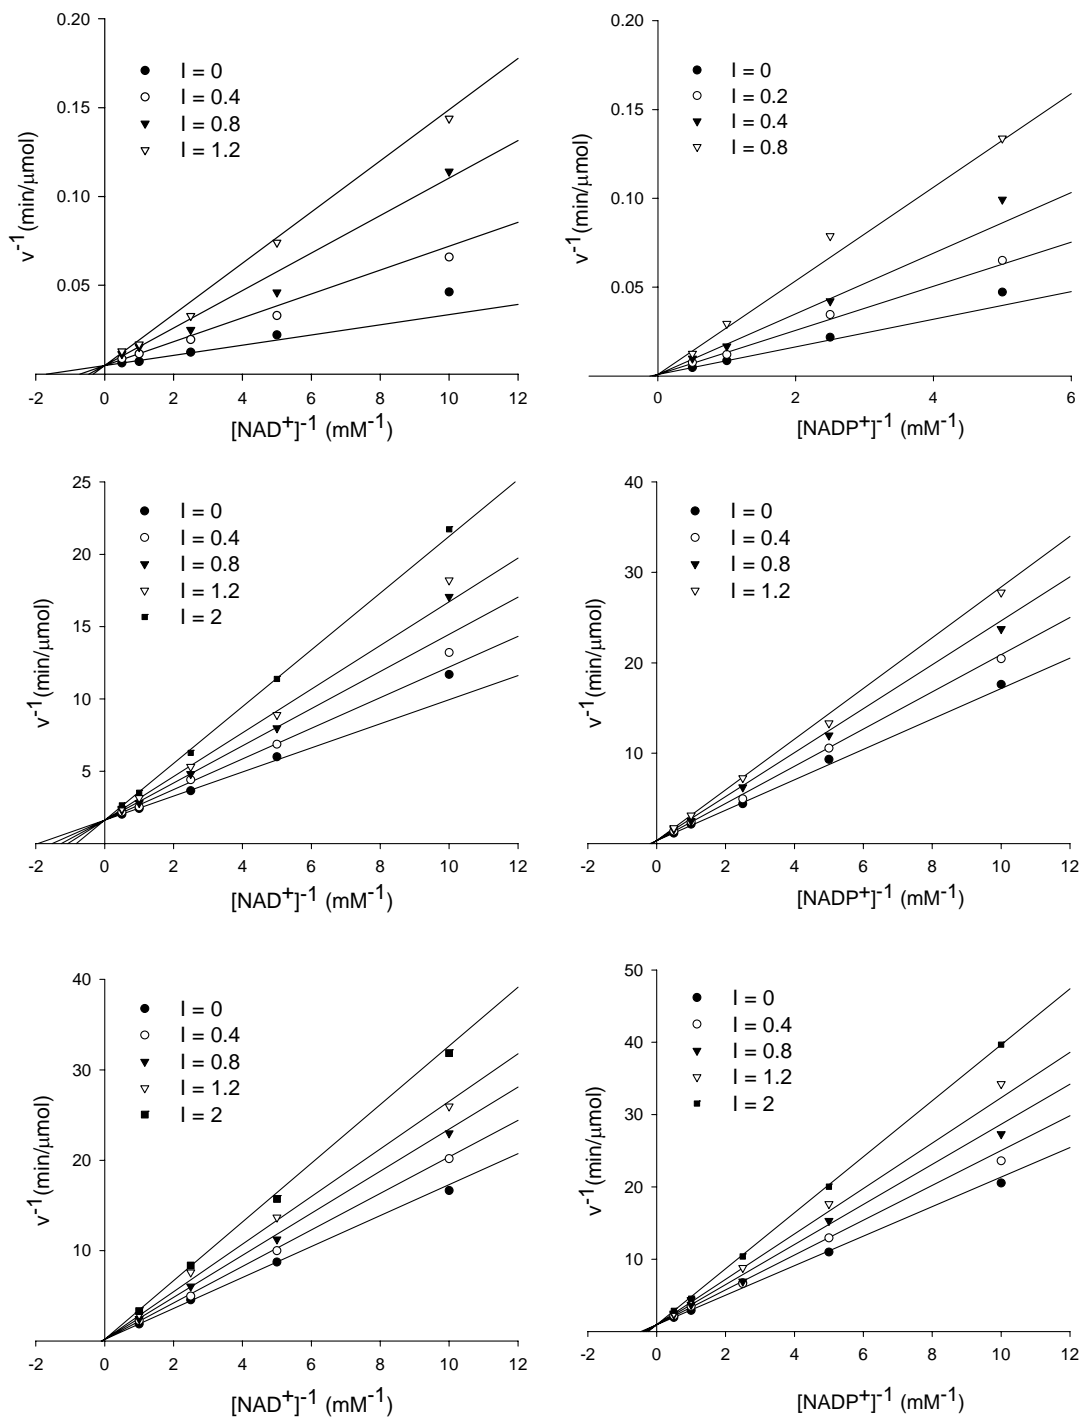 0.20
0.15
0.10
0.05
v-1(min/μmol)
I = 0
I = 0.4
I = 0.8
I = 1.2
-2 0 2 4 6 8 10 12
[NAD+]-1 (mM-1)
0.20
0.15
0.10
0.05
v-1(min/μmol)
I = 0
I = 0.2
I = 0.4
I = 0.8
0 2 4 6
[NADP+]-1 (mM-1)
25
20
15
10
5
v-1(min/μmol)
I = 0
I = 0.4
I = 0.8
I = 1.2
I = 2
-2 0 2 4 6 8 10 12
[NAD+]-1 (mM-1)
40
30
20
10
v-1(min/μmol)
I = 0
I = 0.4
I = 0.8
I = 1.2
-2 0 2 4 6 8 10 12
[NADP+]-1 (mM-1)
40
30
20
10
v-1(min/μmol)
I = 0
I = 0.4
I = 0.8
I = 1.2
I = 2
-2 0 2 4 6 8 10 12
[NAD+]-1 (mM-1)
50
40
30
20
10
v-1(min/μmol)
I = 0
I = 0.4
I = 0.8
I = 1.2
I = 2
-2 0 2 4 6 8 10 12
[NADP+]-1 (mM-1)